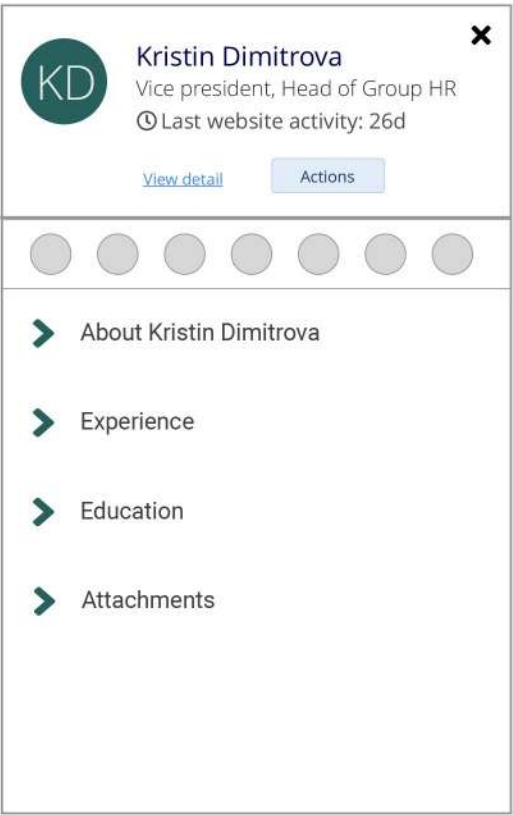 KD
Kristin Dimitrova
Vice president, Head of Group HR
Last website activity: 26d
View detail
Actions
About Kristin Dimitrova
Experience
Education
Attachments